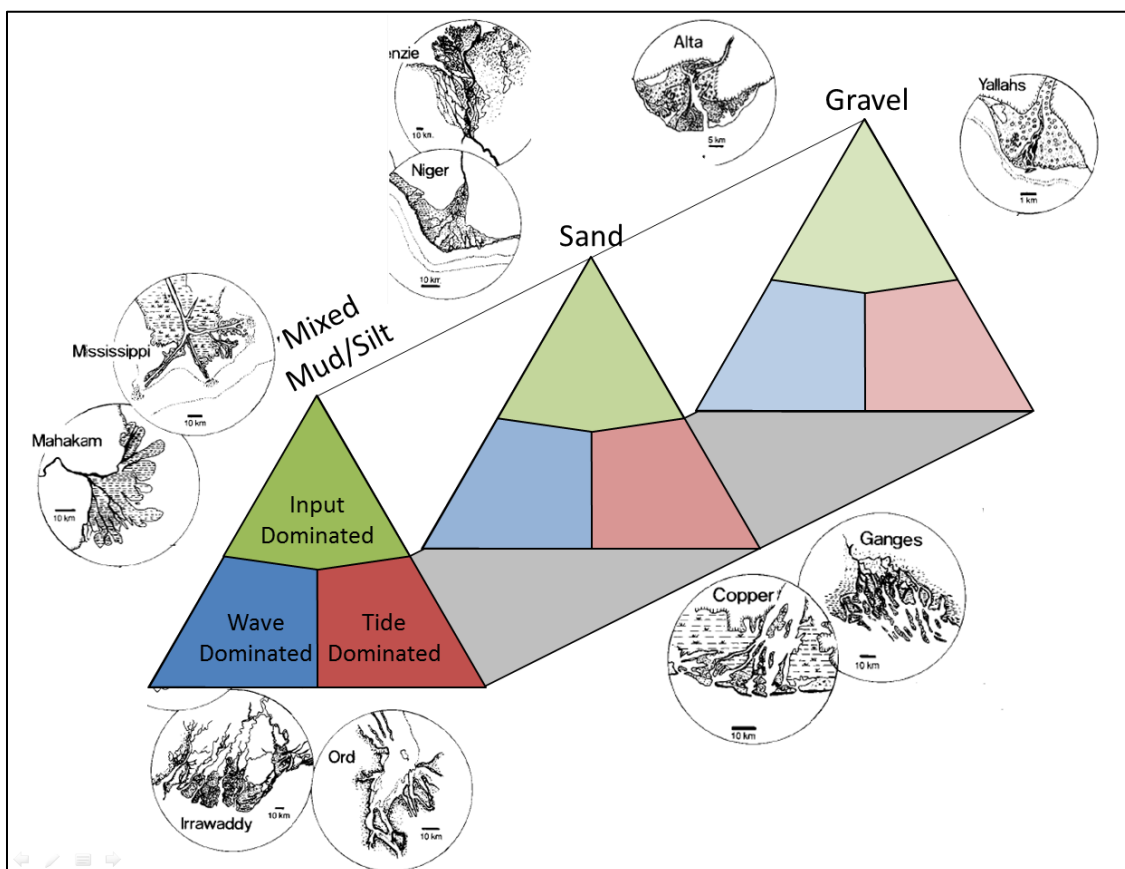 enzie
10 km
Niger
10 km
Alta
5 km
Gravel
Yallahs
1 km
Sand
'Mixed
Mud/Silt
Mississippi
10 km
Mahakam
10 km
Input
Dominated
Wave
Dominated
Tide
Dominated
Ganges
10 km
Copper
10 km
Irrawaddy
10 km
Ord
10 km